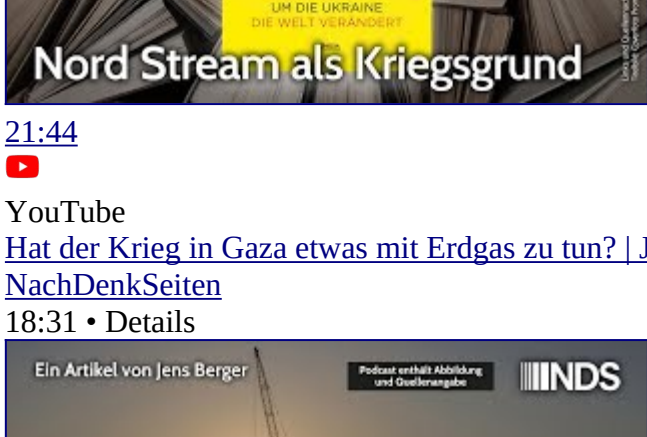 UM DIE UKRAINE
DIE WELT VERÄNDERT
Nord Stream als Kriegsgrund
21:44
YouTube
Hat der Krieg in Gaza etwas mit Erdgas zu tun? | J
NachDenkSeiten
18:31 • Details
Ein Artikel von Jens Berger
Podcast enthält Abbildung
und Quellenangabe
NDS